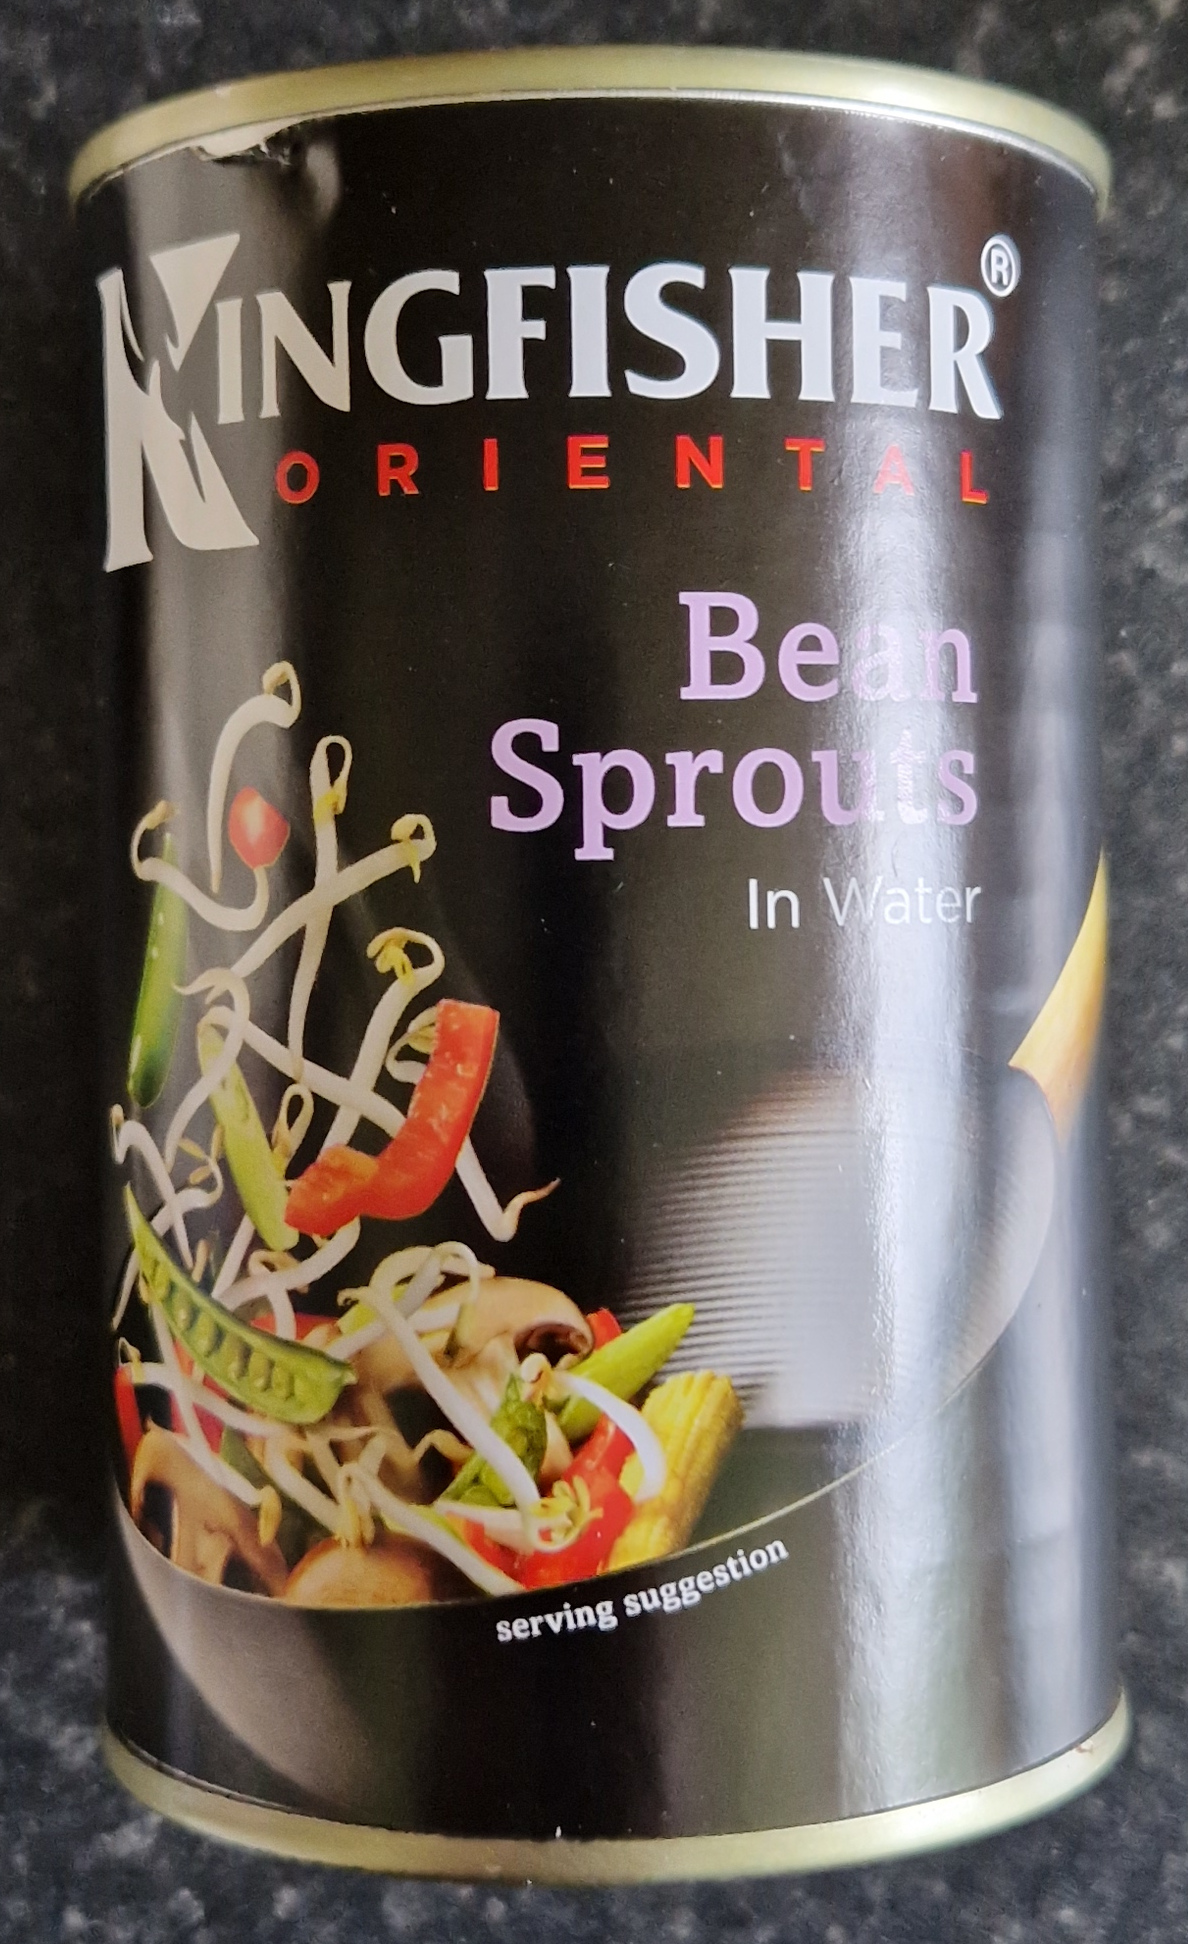 KINGFISHER®
ORIENTAL
Bean
Sprouts
In Water
serving suggestion